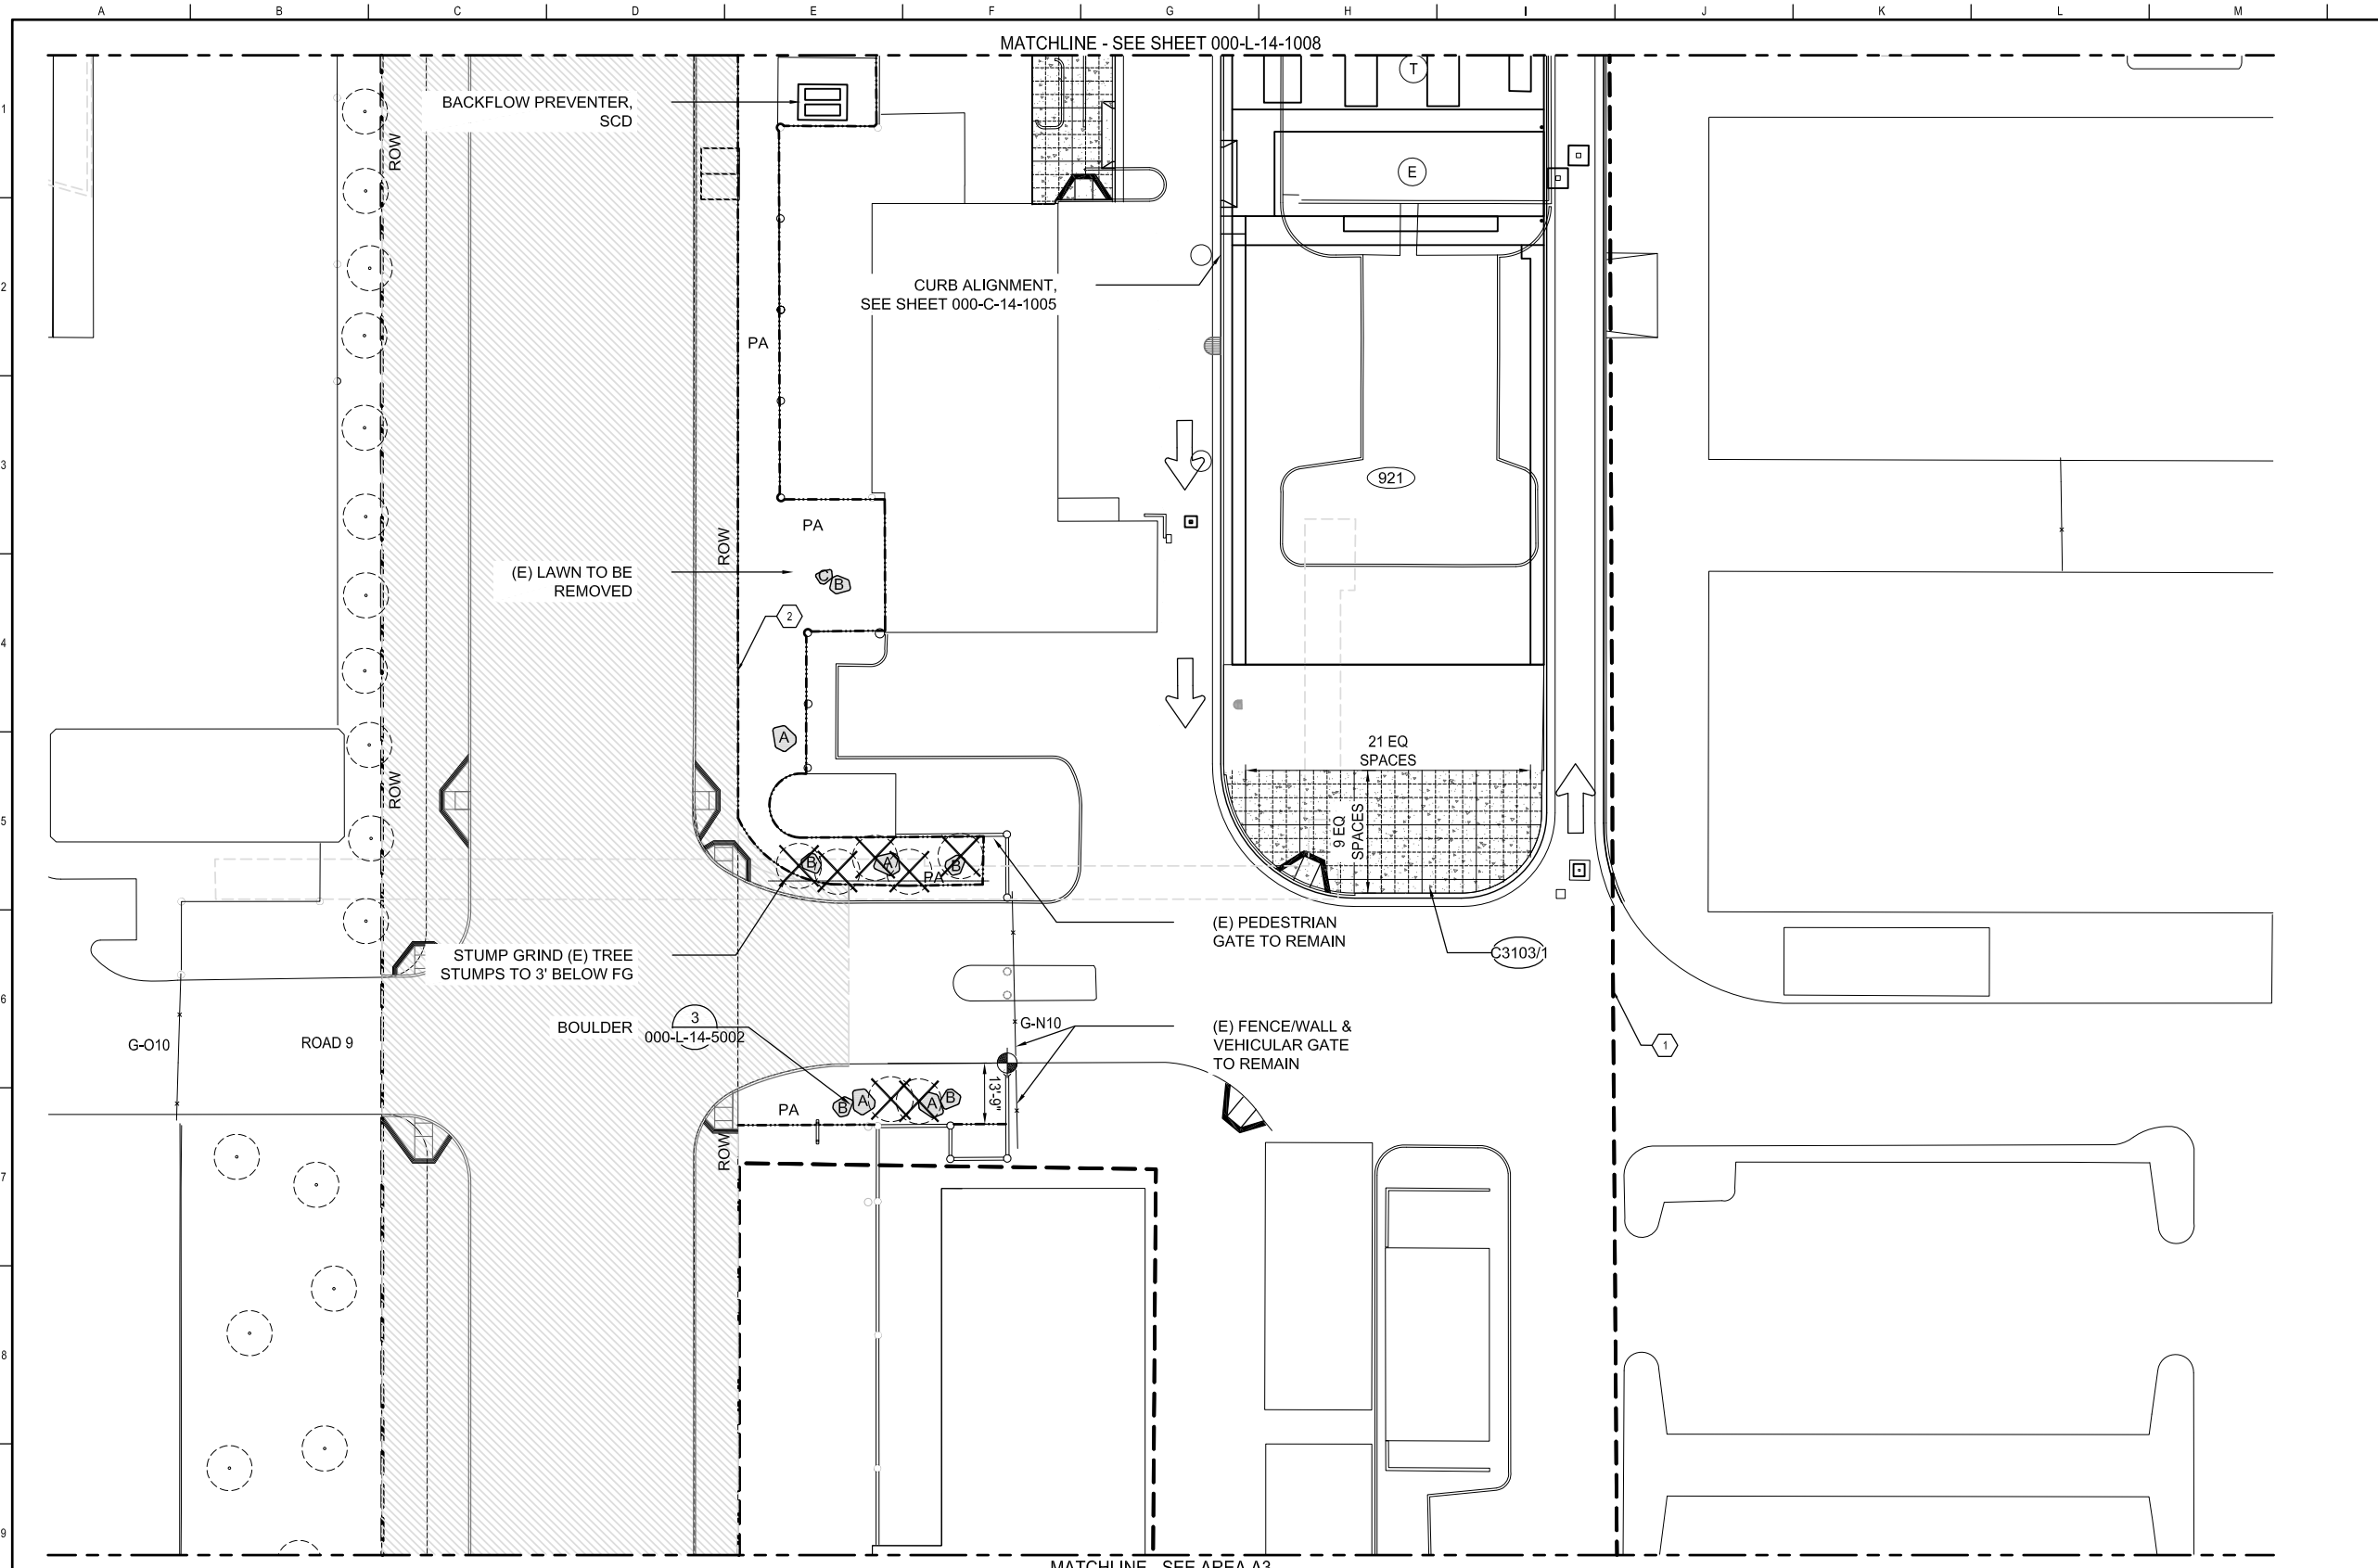 A B C D E F G H I J K L M
MATCHLINE - SEE SHEET 000-L-14-1008
1
BACKFLOW PREVENTER,
SCD
ROW
T
E
2
CURB ALIGNMENT,
SEE SHEET 000-C-14-1005
PA
3
921
PA
ROW
(E) LAWN TO BE
REMOVED
C
B
2
4
A
21 EQ
SPACES
ROW
5
9 EQ
SPACES
B
A
B
PA
(E) PEDESTRIAN
GATE TO REMAIN
STUMP GRIND (E) TREE
STUMPS TO 3' BELOW FG
C3103/1
6
BOULDER
3
000-L-14-5002
G-N10
(E) FENCE/WALL &
VEHICULAR GATE
TO REMAIN
G-O10
ROAD 9
1
13'-9"
PA
B
A
A
B
ROW
7
8
9
MATCHLINE - SEE AREA A3